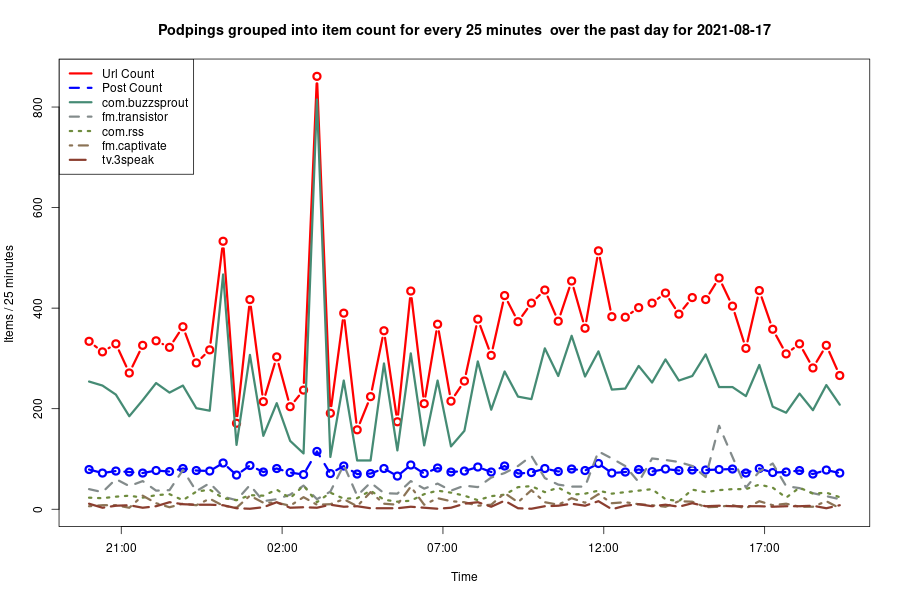 Podpings grouped into item count for every 25 minutes  over the past day for 2021-08-17
Url Count
Post Count
com.buzzsprout
fm.transistor
com.rss
fm.captivate
tv.3speak
Items / 25 minutes
800
600
400
200
0
21:00 02:00 07:00 12:00 17:00
Time